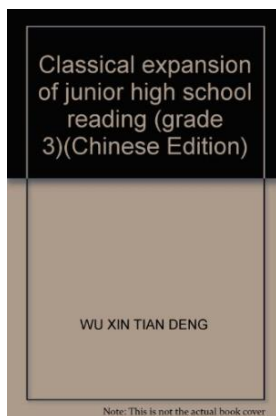 Classical expansion
of junior high school
reading (grade
3)(Chinese Edition)
WU XIN TIAN DENG
Note: This is not the actual book cover